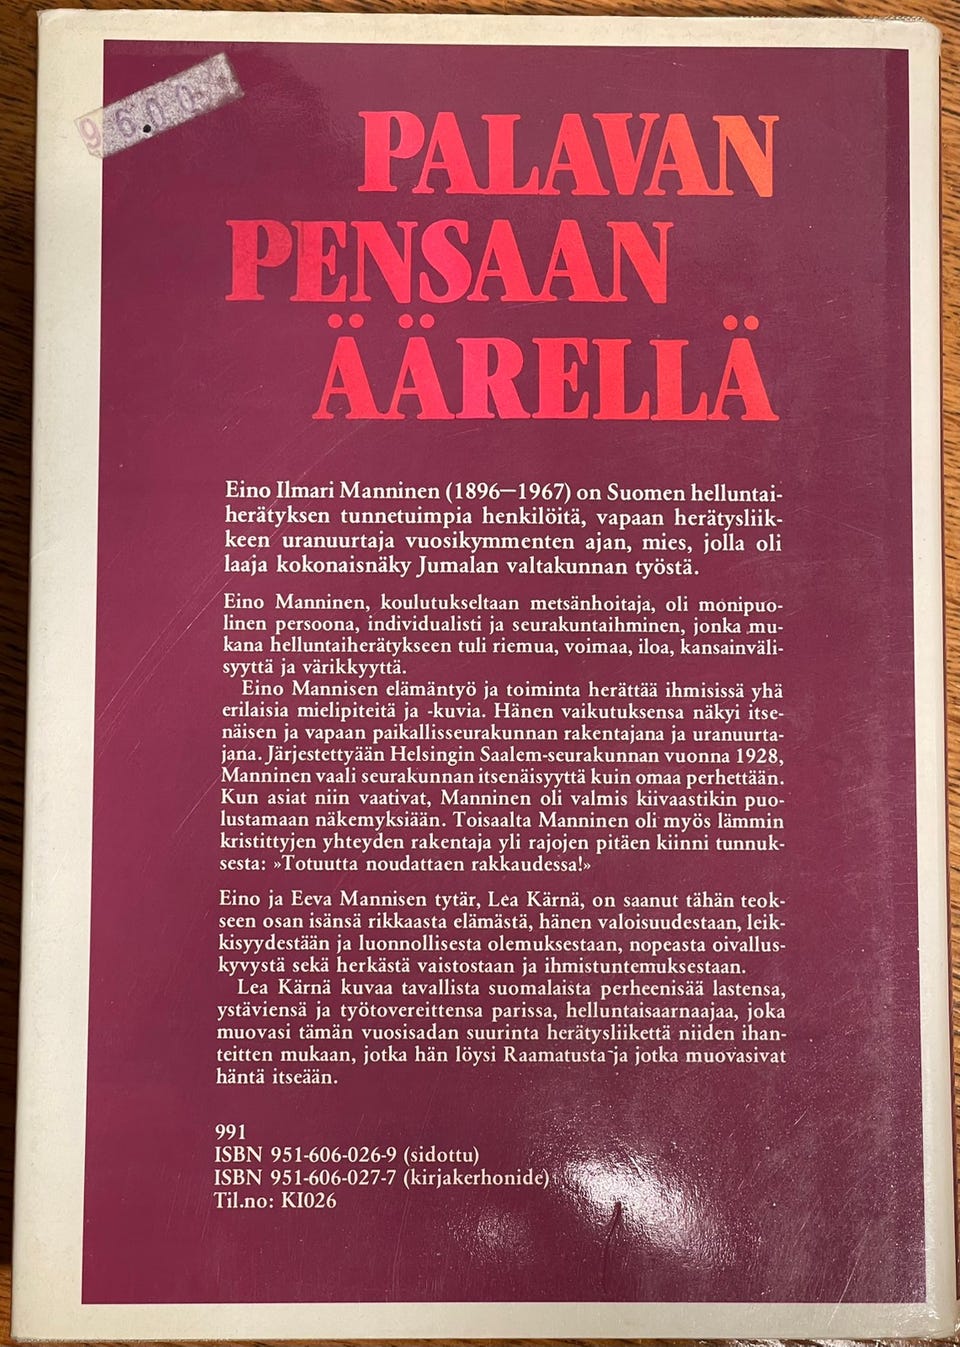 96.00
PALAVAN
PENSAAN
ÄÄRELLÄ
Eino Ilmari Manninen (1896—1967) on Suomen helluntai-
herätyksen tunnetuimpia henkilöitä, vapaan herätysliik-
keen uranuurtaja vuosikymmenten ajan, mies, jolla oli
laaja kokonaisnäky Jumalan valtakunnan työstä.
Eino Manninen, koulutukseltaan metsänhoitaja, oli monipuo-
linen persoona, individualisti ja seurakuntaihminen, jonka mu-
kana helluntaiherätykseen tuli riemua, voimaa, iloa, kansainväli-
syyttä ja värikkyyttä.
Eino Mannisen elämäntyö ja toiminta herättää ihmisissä yhä
erilaisia mielipiteitä ja -kuvia. Hänen vaikutuksensa näkyi itse-
näisen ja vapaan paikallisseurakunnan rakentajana ja uranuurta-
jana. Järjestettyään Helsingin Saalem-seurakunnan vuonna 1928,
Manninen vaali seurakunnan itsenäisyyttä kuin omaa perhettään.
Kun asiat niin vaativat, Manninen oli valmis kiivaastikin puo-
lustamaan näkemyksiään. Toisaalta Manninen oli myös lämmin
kristittyjen yhteyden rakentaja yli rajojen pitäen kiinni tunnuk-
sesta: »Totuutta noudattaen rakkaudessa!»
Eino ja Eeva Mannisen tytär, Lea Kärnä, on saanut tähän teok-
seen osan isänsä rikkaasta elämästä, hänen valoisuudestaan, leik-
kisyydestään ja luonnollisesta olemuksestaan, nopeasta oivallus-
kyvystä sekä herkästä vaistostaan ja ihmistuntemuksestaan.
Lea Kärnä kuvaa tavallista suomalaista perheenisää lastensa,
ystäviensä ja työtovereittensa parissa, helluntaisaarnaajaa, joka
muovasi tämän vuosisadan suurinta herätysliikettä niiden ihan-
teitten mukaan, jotka hän löysi Raamatusta ja jotka muovasivat
häntä itseään.
991
ISBN 951-606-026-9 (sidottu)
ISBN 951-606-027-7 (kirjakerhonide)
Til.no: KI026